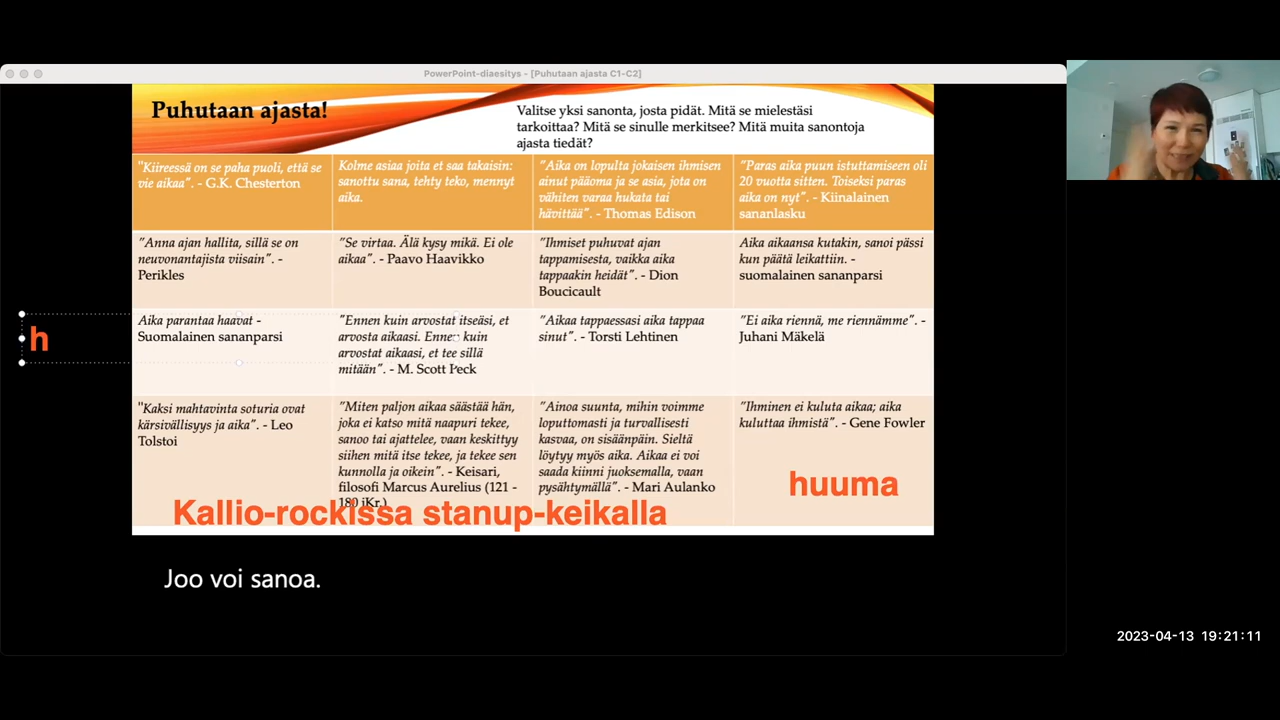 PowerPoint-diaesitys - [Puhutaan ajasta C1-C2]
Puhutaan ajasta!
Valitse yksi sanonta, josta pidät. Mitä se mielestäsi
tarkoittaa? Mitä se sinulle merkitsee? Mitä muita sanontoja
ajasta tiedät?
"Kiireessä on se paha puoli, että se
vie aikaa". - G.K. Chesterton
Kolme asiaa joita et saa takaisin:
sanottu sana, tehty teko, mennyt
aika.
"Aika on lopulta jokaisen ihmisen
ainut pääoma ja se asia, jota on
vähiten varaa hukata tai
hävittää". - Thomas Edison
"Paras aika puun istuttamiseen oli
20 vuotta sitten. Toiseksi paras
aika on nyt". - Kiinalainen
sananlasku
"Anna ajan hallita, sillä se on
neuvonantajista viisain". -
Perikles
"Se virtaa. Älä kysy mikä. Ei ole
aikaa". - Paavo Haavikko
"Ihmiset puhuvat ajan
tappamisesta, vaikka aika
tappaakin heidät". - Dion
Boucicault
Aika aikaansa kutakin, sanoi pässi
kun päätä leikattiin. -
suomalainen sananparsi
h
Aika parantaa haavat -
Suomalainen sananparsi
"Ennen kuin arvostat itseäsi, et
arvosta aikaasi. Ennen kuin
arvostat aikaasi, et tee sillä
mitään". - M. Scott Peck
"Aikaa tappaessasi aika tappaa
sinut". - Torsti Lehtinen
"Ei aika riennä, me riennämme". -
Juhani Mäkelä
"Kaksi mahtavinta soturia ovat
kärsivällisyys ja aika". - Leo
Tolstoi
"Miten paljon aikaa säästää hän,
joka ei katso mitä naapuri tekee,
sanoo tai ajattelee, vaan keskittyy
siihen mitä itse tekee, ja tekee sen
kunnolla ja oikein". - Keisari,
filosofi Marcus Aurelius (121 -
180 jKr.)
"Ainoa suunta, mihin voimme
loputtomasti ja turvallisesti
kasvaa, on sisäänpäin. Sieltä
löytyy myös aika. Aikaa ei voi
saada kiinni juoksemalla, vaan
pysähtymällä". - Mari Aulanko
"Ihminen ei kuluta aikaa; aika
kuluttaa ihmistä". - Gene Fowler
huuma
Kallio-rockissa stanup-keikalla
Joo voi sanoa.
2023-04-13 19:21:11